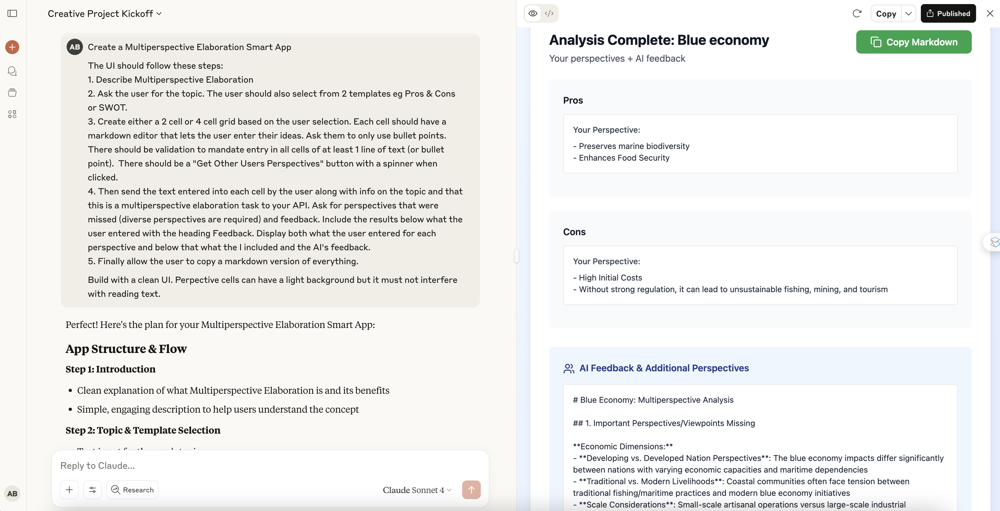 Creative Project Kickoff
AB
Create a Multiperspective Elaboration Smart App
The UI should follow these steps:
1. Describe Multiperspective Elaboration
2. Ask the user for the topic. The user should also select from 2 templates eg Pros & Cons
or SWOT.
3. Create either a 2 cell or 4 cell grid based on the user selection. Each cell should have a
markdown editor that lets the user enter their ideas. Ask them to only use bullet points.
There should be validation to mandate entry in all cells of at least 1 line of text (or bullet
point).  There should be a "Get Other Users Perspectives" button with a spinner when
clicked.
4. Then send the text entered into each cell by the user along with info on the topic and that
this is a multiperspective elaboration task to your API. Ask for perspectives that were
missed (diverse perspectives are required) and feedback. Include the results below what the
user entered with the heading Feedback. Display both what the user entered for each
perspective and below that what the I included and the AI's feedback.
5. Finally allow the user to copy a markdown version of everything.
Build with a clean UI. Perpective cells can have a light background but it must not interfere
with reading text.
Perfect! Here's the plan for your Multiperspective Elaboration Smart App:
App Structure & Flow
Step 1: Introduction
• Clean explanation of what Multiperspective Elaboration is and its benefits
• Simple, engaging description to help users understand the concept
Step 2: Topic & Template Selection
Reply to Claude...
Research
Claude Sonnet 4
AB
</> 
Copy
Published
Analysis Complete: Blue economy
Copy Markdown
Your perspectives + AI feedback
Pros
Your Perspective:
- Preserves marine biodiversity
- Enhances Food Security
Cons
Your Perspective:
- High Initial Costs
- Without strong regulation, it can lead to unsustainable fishing, mining, and tourism
AI Feedback & Additional Perspectives
# Blue Economy: Multiperspective Analysis
## 1. Important Perspectives/Viewpoints Missing
**Economic Dimensions:**
- **Developing vs. Developed Nation Perspectives**: The blue economy impacts differ significantly
between nations with varying economic capacities and maritime dependencies
- **Traditional vs. Modern Livelihoods**: Coastal communities often face tension between
traditional fishing/maritime practices and modern blue economy initiatives
- **Scale Considerations**: Small-scale artisanal operations versus large-scale industrial